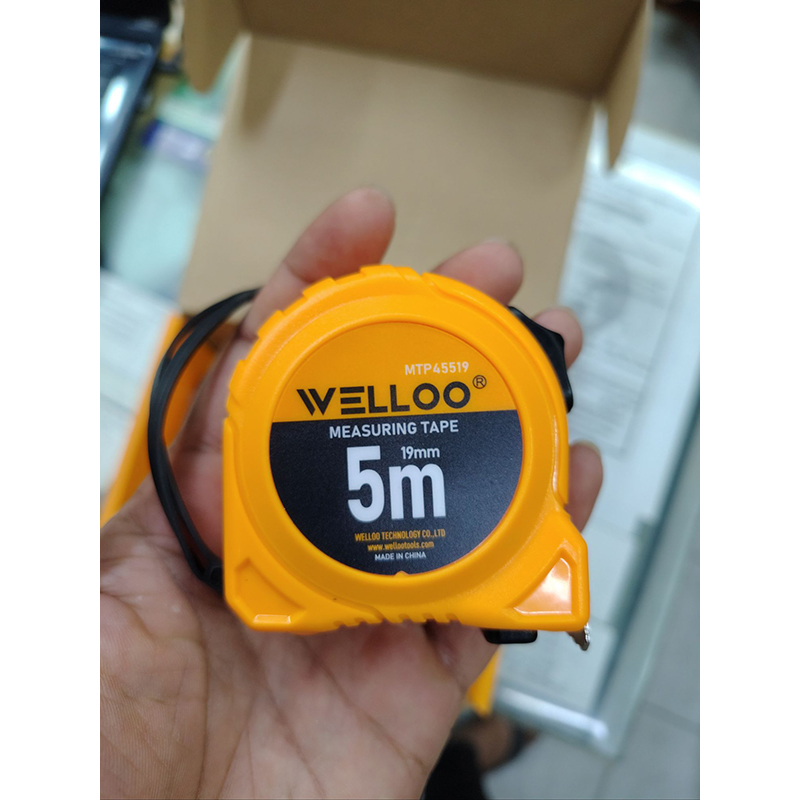 MTP45519
WELLOO®
MEASURING TAPE
19mm
5m
WELLOO TECHNOLOGY CO.,LTD
www.wellootools.com
MADE IN CHINA